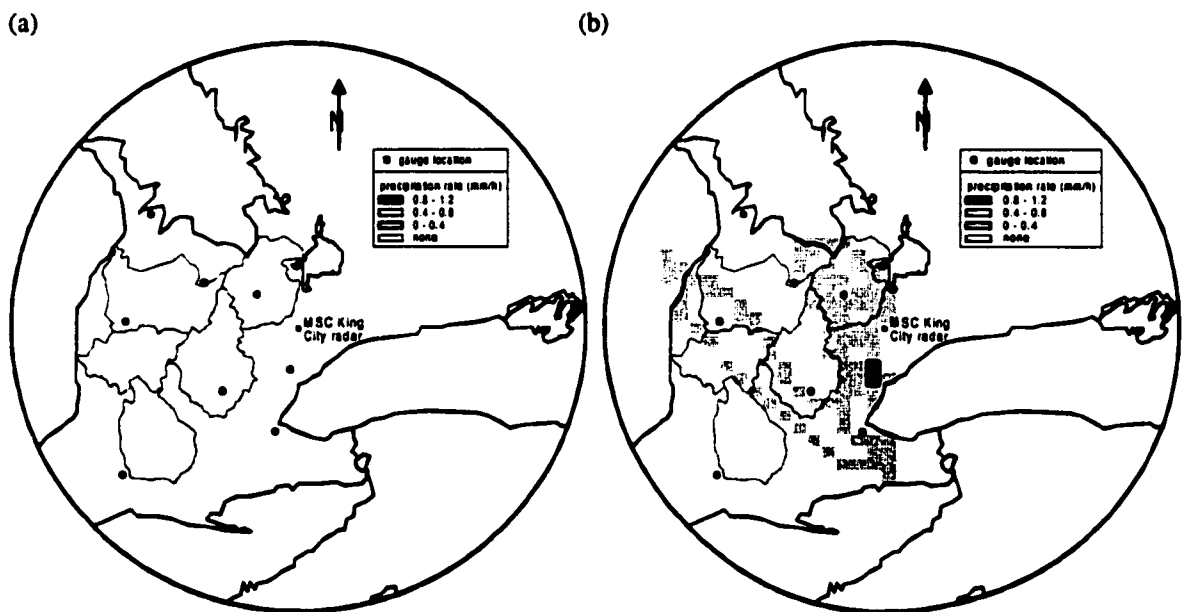 (a)
(b)
N
gauge location
precipitation rate (mm/h)
0.8 - 1.2
0.4 - 0.8
0 - 0.4
none
MSC King
City radar
N
gauge location
precipitation rate (mm/h)
0.8 - 1.2
0.4 - 0.8
0 - 0.4
none
MSC King
City radar